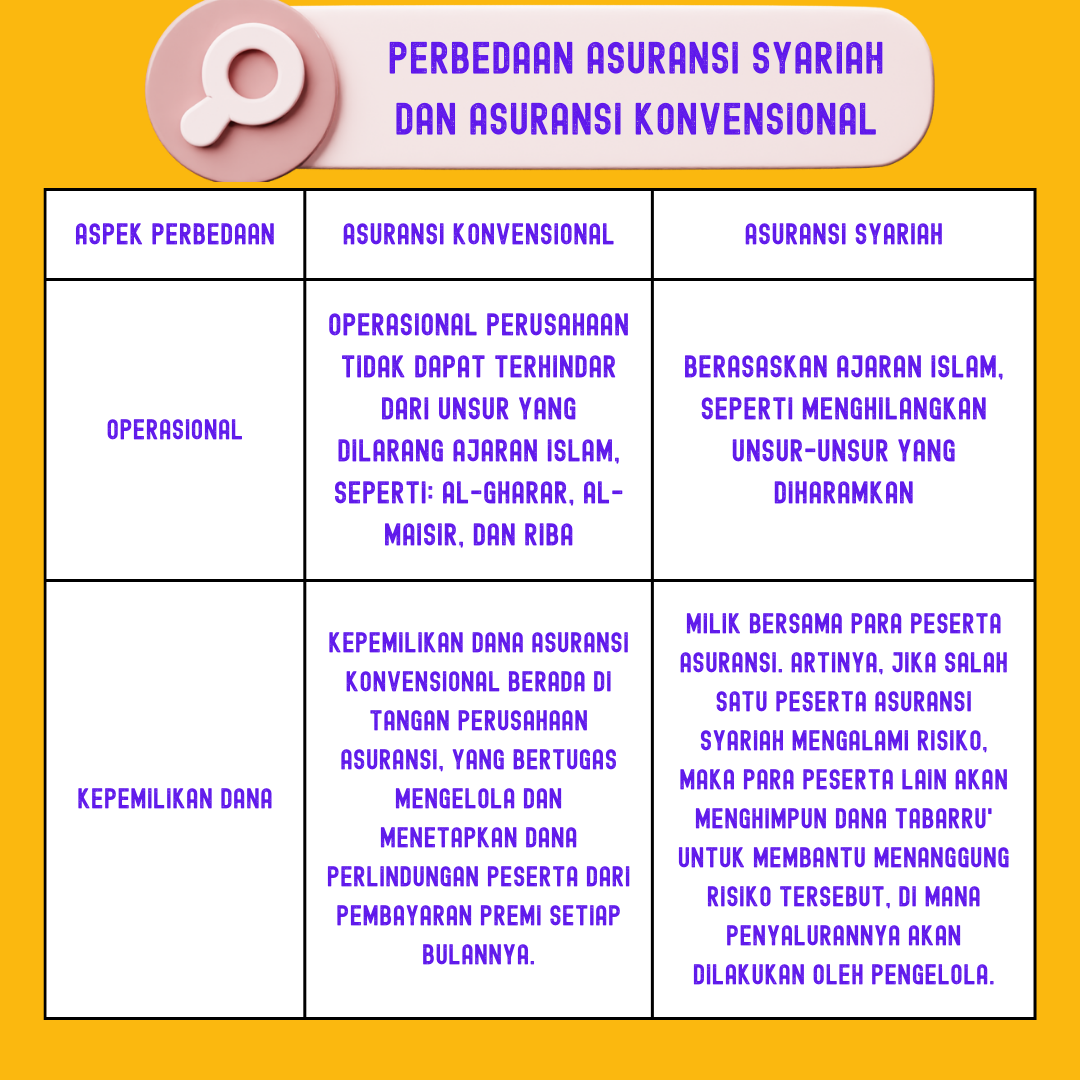 PERBEDAAN ASURANSI SYARIAH
DAN ASURANSI KONVENSIONAL
ASPEK PERBEDAAN
ASURANSI KONVENSIONAL
ASURANSI SYARIAH
OPERASIONAL
OPERASIONAL PERUSAHAAN
TIDAK DAPAT TERHINDAR
DARI UNSUR YANG
DILARANG AJARAN ISLAM,
SEPERTI: AL-GHARAR, AL-
MAISIR, DAN RIBA
BERASASKAN AJARAN ISLAM,
SEPERTI MENGHILANGKAN
UNSUR-UNSUR YANG
DIHARAMKAN
KEPEMILIKAN DANA
KEPEMILIKAN DANA ASURANSI
KONVENSIONAL BERADA DI
TANGAN PERUSAHAAN
ASURANSI, YANG BERTUGAS
MENGELOLA DAN
MENETAPKAN DANA
PERLINDUNGAN PESERTA DARI
PEMBAYARAN PREMI SETIAP
BULANNYA.
MILIK BERSAMA PARA PESERTA
ASURANSI. ARTINYA, JIKA SALAH
SATU PESERTA ASURANSI
SYARIAH MENGALAMI RISIKO,
MAKA PARA PESERTA LAIN AKAN
MENGHIMPUN DANA TABARRU'
UNTUK MEMBANTU MENANGGUNG
RISIKO TERSEBUT, DI MANA
PENYALURANNYA AKAN
DILAKUKAN OLEH PENGELOLA.